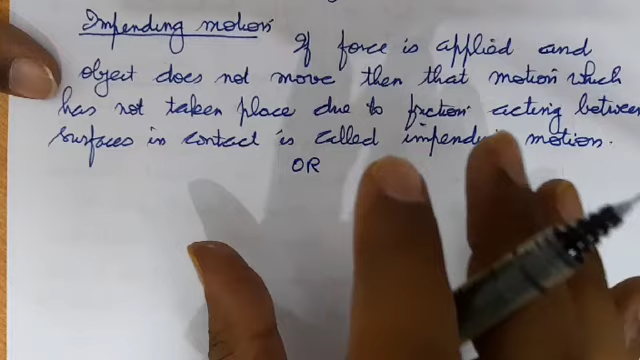 Impending motion
If force is applied and
object does not move then that motion which
has not taken place due to friction acting between
surfaces in contact is called impending motion.
OR